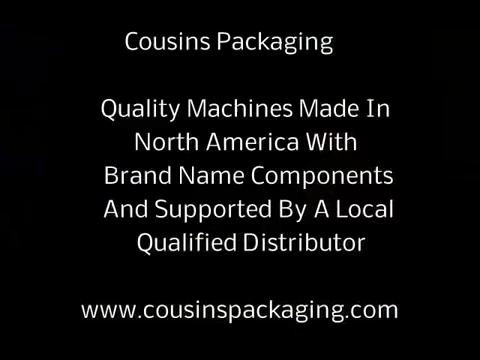 Cousins Packaging
Quality Machines Made In
North America With
Brand Name Components
And Supported By A Local
Qualified Distributor
www.cousinspackaging.com